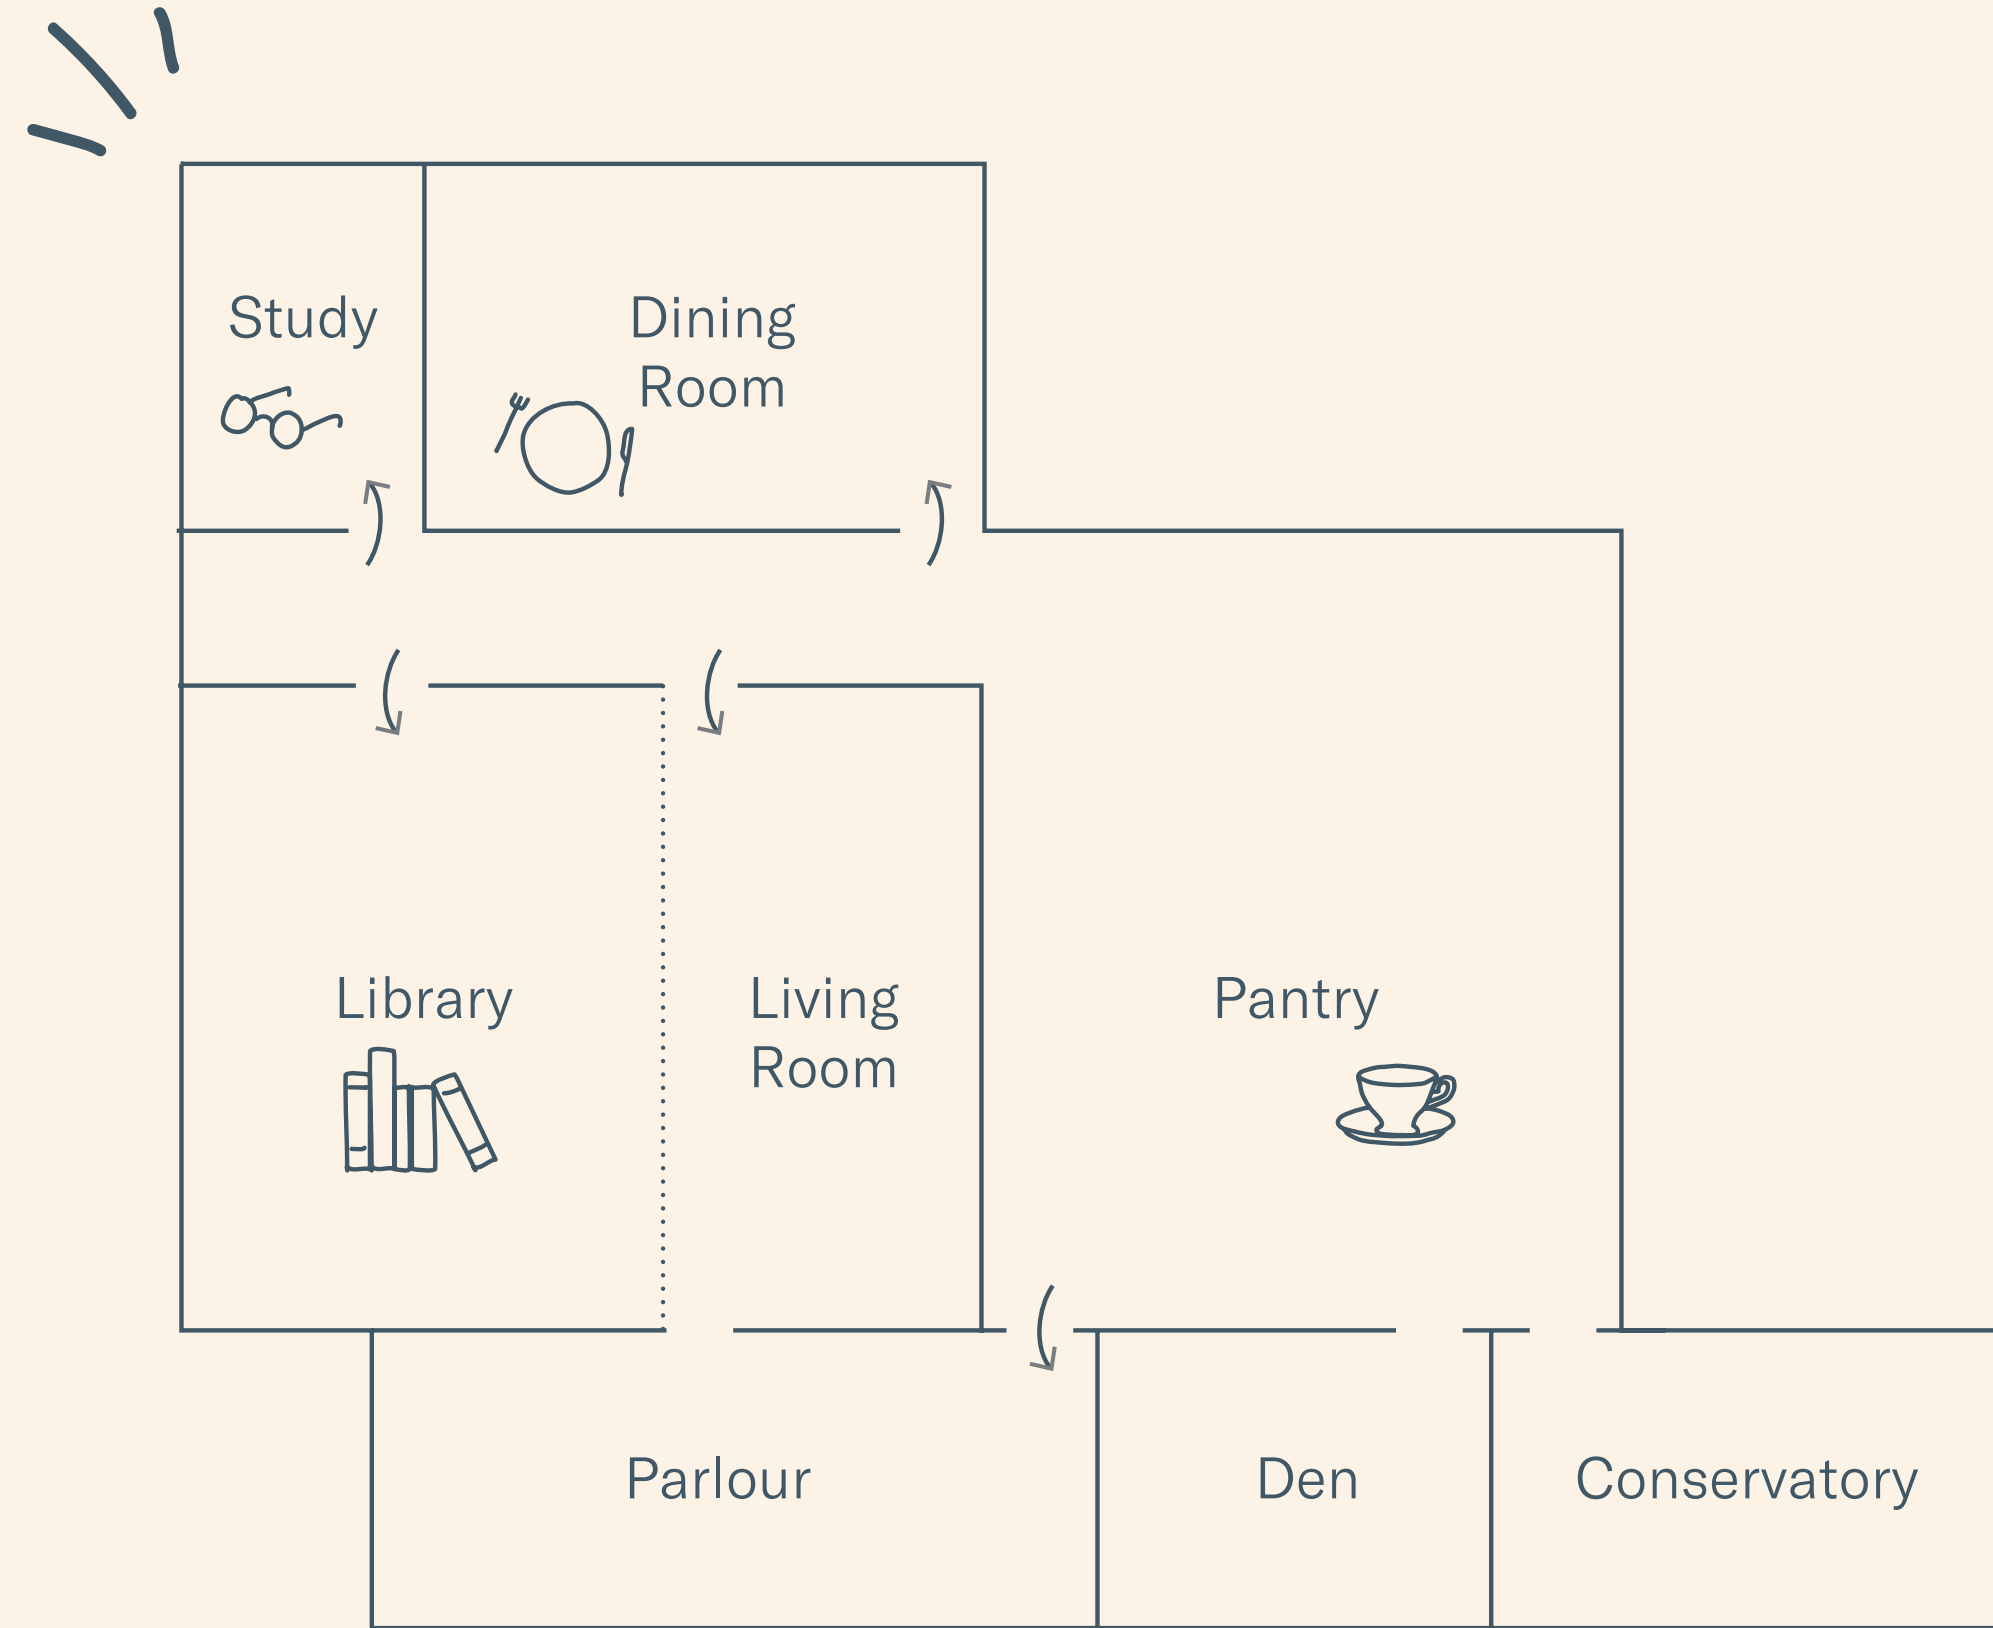 Study
Dining
Room
Library
Living
Room
Pantry
Parlour
Den
Conservatory